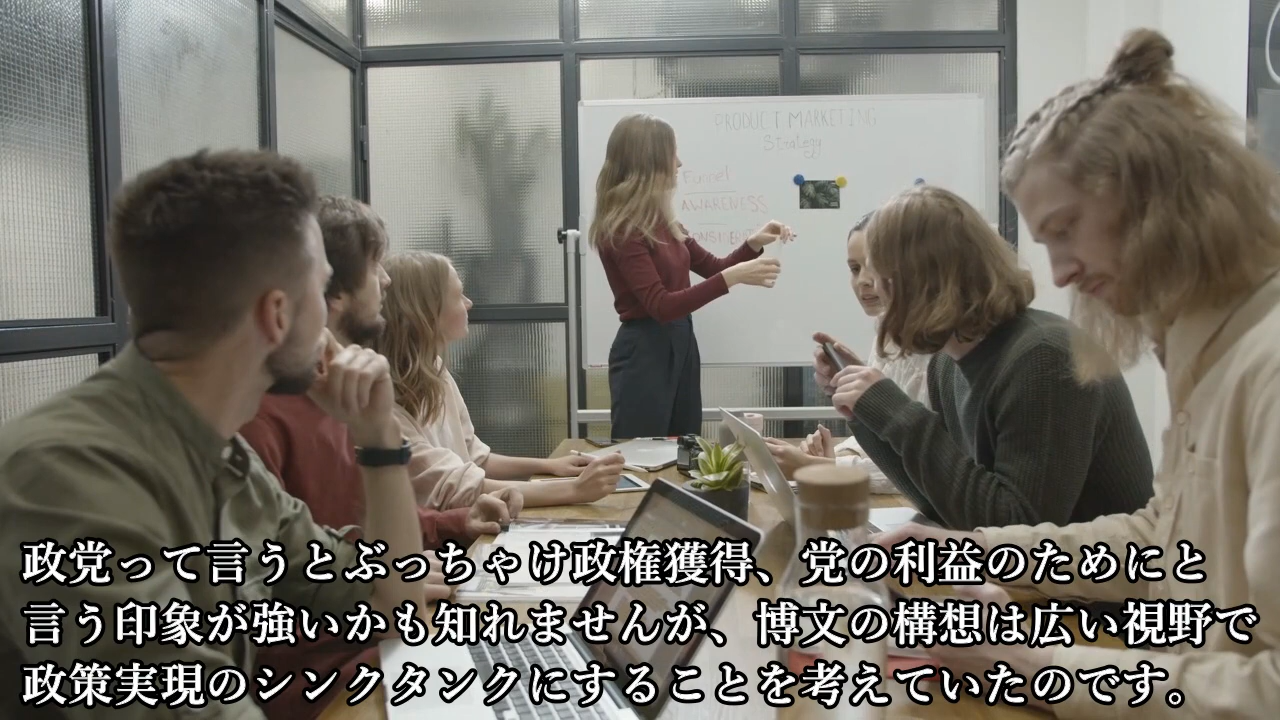 PRODUCT MARKETING
Strategy
Funnel
AWARENESS
政党って言うとぶっちゃけ政権獲得、党の利益のためにと
言う印象が強いかも知れませんが、博文の構想は広い視野で
政策実現のシンクタンクにすることを考えていたのです。